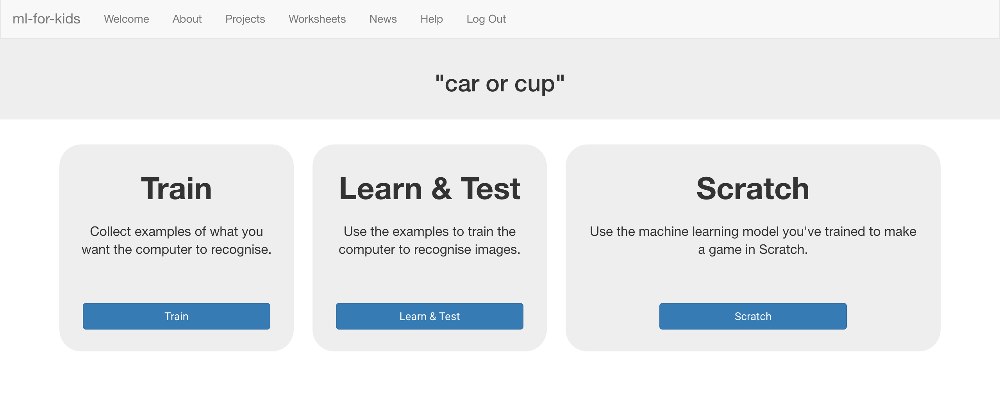 ml-for-kids Welcome About Projects Worksheets News Help Log Out
"car or cup"
Train
Collect examples of what you
want the computer to recognise.
Train
Learn & Test
Use the examples to train the
computer to recognise images.
Learn & Test
Scratch
Use the machine learning model you've trained to make
a game in Scratch.
Scratch